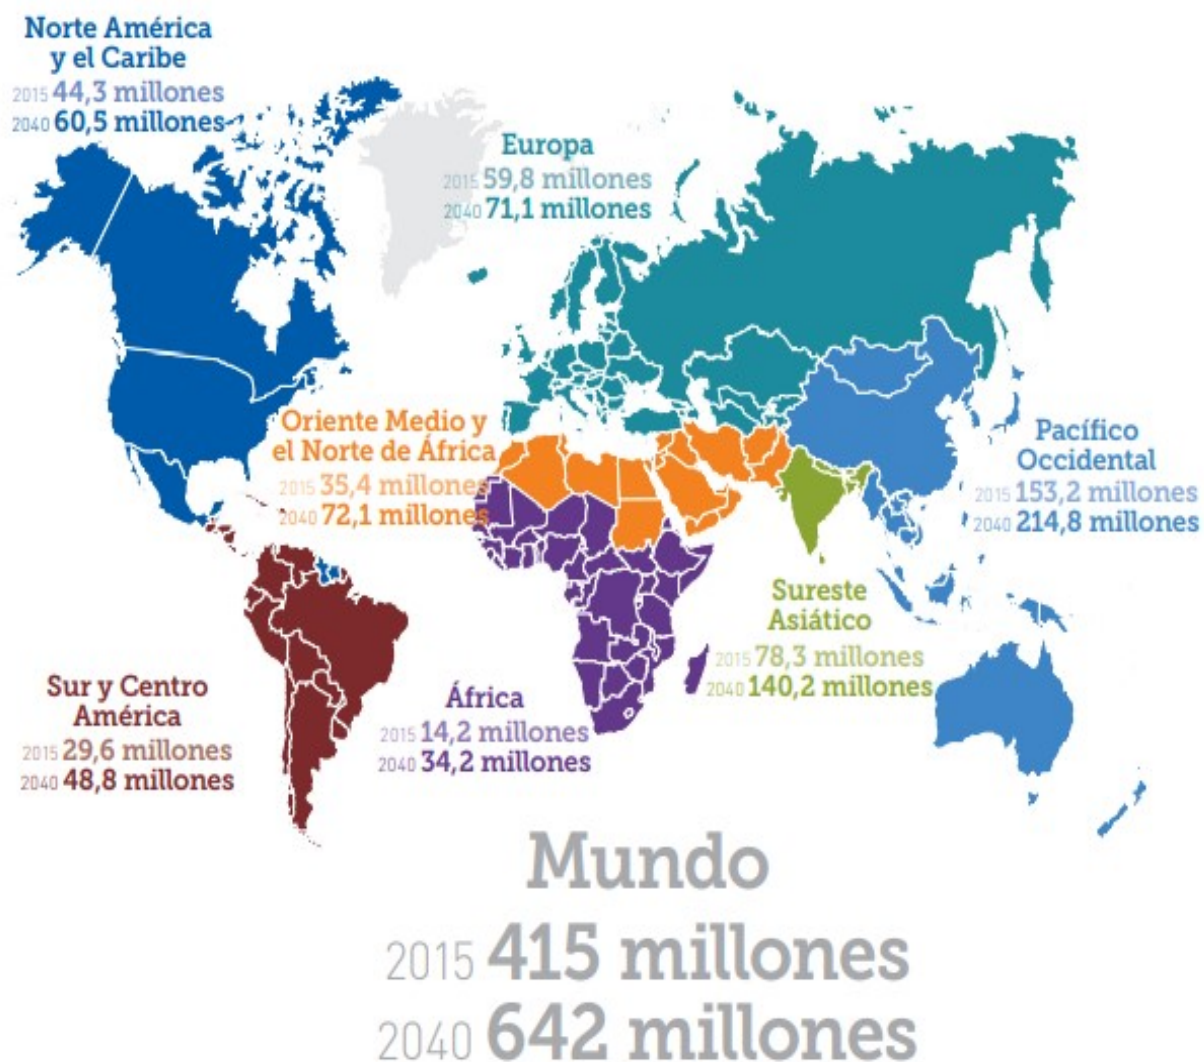 Norte América
y el Caribe
2015 44,3 millones
2040 60,5 millones
Europa
2015 59,8 millones
2040 71,1 millones
Oriente Medio y
el Norte de África
2015 35,4 millones
2040 72,1 millones
Pacífico
Occidental
2015 153,2 millones
2040 214,8 millones
Sureste
Asiático
2015 78,3 millones
2040 140,2 millones
Sur y Centro
América
2015 29,6 millones
2040 48,8 millones
África
2015 14,2 millones
2040 34,2 millones
Mundo
2015 415 millones
2040 642 millones